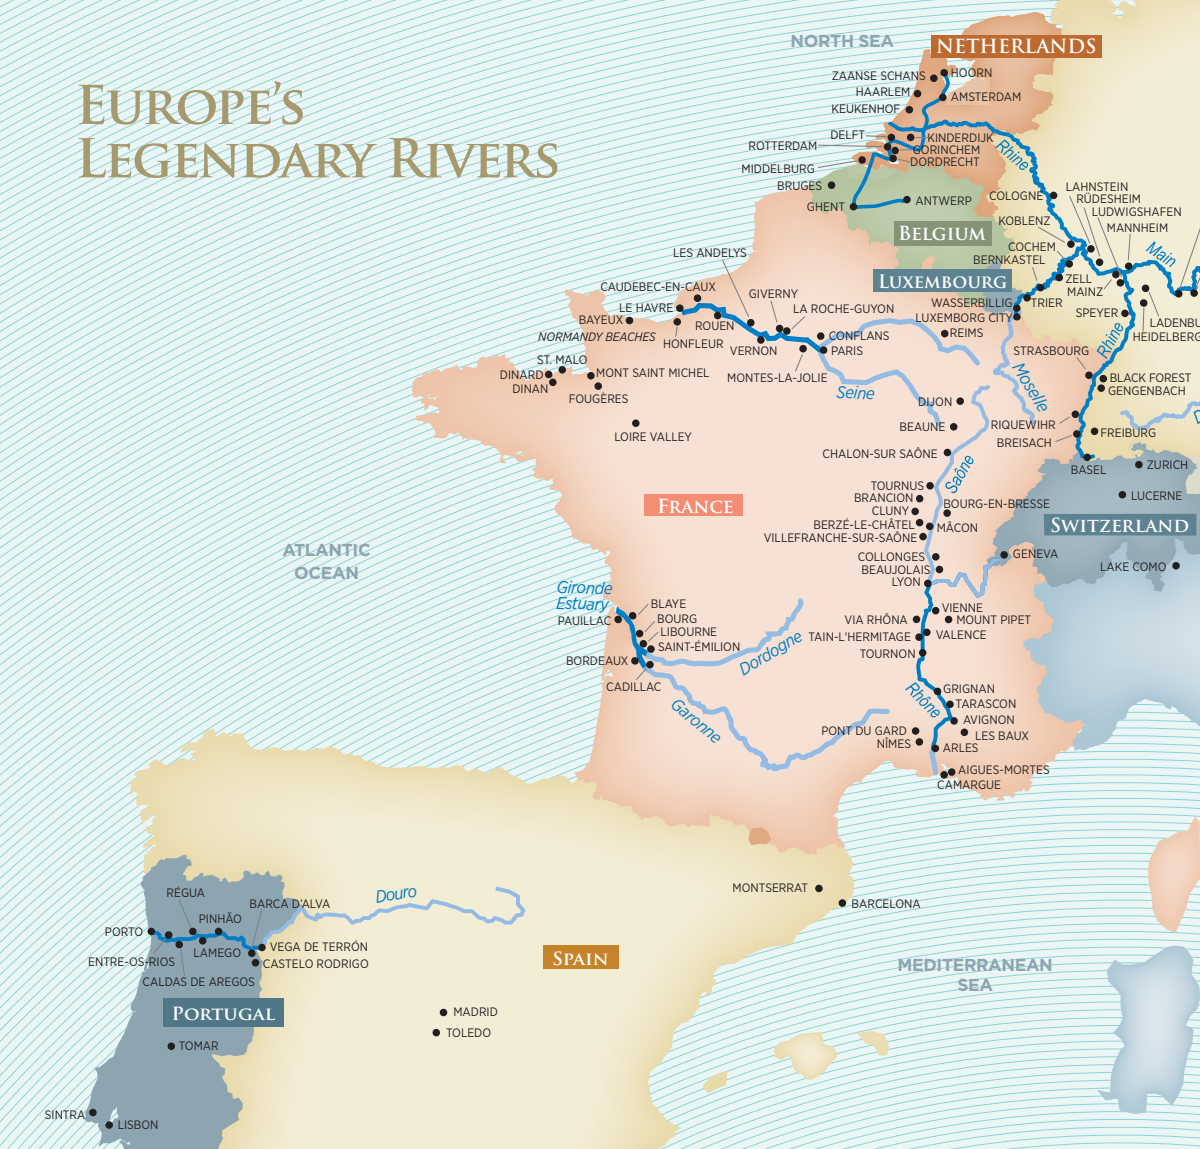 EUROPE'S
LEGENDARY RIVERS
NORTH SEA
NETHERLANDS
ZAANSE SCHANS
HOORN
HAARLEM
AMSTERDAM
KEUKENHOF
DELFT
KINDERDIJK
ROTTERDAM
GORINCHEM
DORDRECHT
Rhine
MIDDELBURG
BRUGES
GHENT
ANTWERP
COLOGNE
LAHNSTEIN
RÜDESHEIM
LUDWIGSHAFEN
MANNHEIM
KOBLENZ
BELGIUM
COCHEM
BERNKASTEL
Main
LUXEMBOURG
ZELL
MAINZ
WASSERBILLIG
TRIER
LUXEMBORG CITY
SPEYER
LADENBU
HEIDELBERG
LES ANDELYS
CAUDEBEC-EN-CAUX
GIVERNY
LE HAVRE
LA ROCHE-GUYON
BAYEUX
ROUEN
NORMANDY BEACHES
HONFLEUR
VERNON
CONFLANS
PARIS
REIMS
MONTES-LA-JOLIE
ST. MALO
DINARD
DINAN
MONT SAINT MICHEL
FOUGÈRES
Seine
Moselle
STRASBOURG
Rhine
BLACK FOREST
GENGENBACH
DIJON
LOIRE VALLEY
BEAUNE
RIQUEWIHR
BREISACH
FREIBURG
D
CHALON-SUR SAÔNE
Saône
BASEL
ZURICH
TOURNUS
BRANCION
CLUNY
BOURG-EN-BRESSE
LUCERNE
FRANCE
BERZÉ-LE-CHÂTEL
MÂCON
VILLEFRANCHE-SUR-SAÔNE
SWITZERLAND
ATLANTIC
OCEAN
COLLONGES
BEAUJOLAIS
LYON
GENEVA
LAKE COMO
Gironde
Estuary
PAUILLAC
BLAYE
BOURG
LIBOURNE
SAINT-ÉMILION
BORDEAUX
CADILLAC
Dordogne
Garonne
VIENNE
VIA RHÔNA
MOUNT PIPET
TAIN-L'HERMITAGE
VALENCE
TOURNON
Rhône
GRIGNAN
TARASCON
AVIGNON
PONT DU GARD
LES BAUX
NÎMES
ARLES
AIGUES-MORTES
CAMARGUE
MONTSERRAT
BARCELONA
RÉGUA
BARCA D'ALVA
Douro
PINHÃO
PORTO
LAMEGO
VEGA DE TERRÓN
ENTRE-OS-RIOS
CASTELO RODRIGO
CALDAS DE AREGOS
SPAIN
MEDITERRANEAN
SEA
PORTUGAL
MADRID
TOLEDO
TOMAR
SINTRA
LISBON